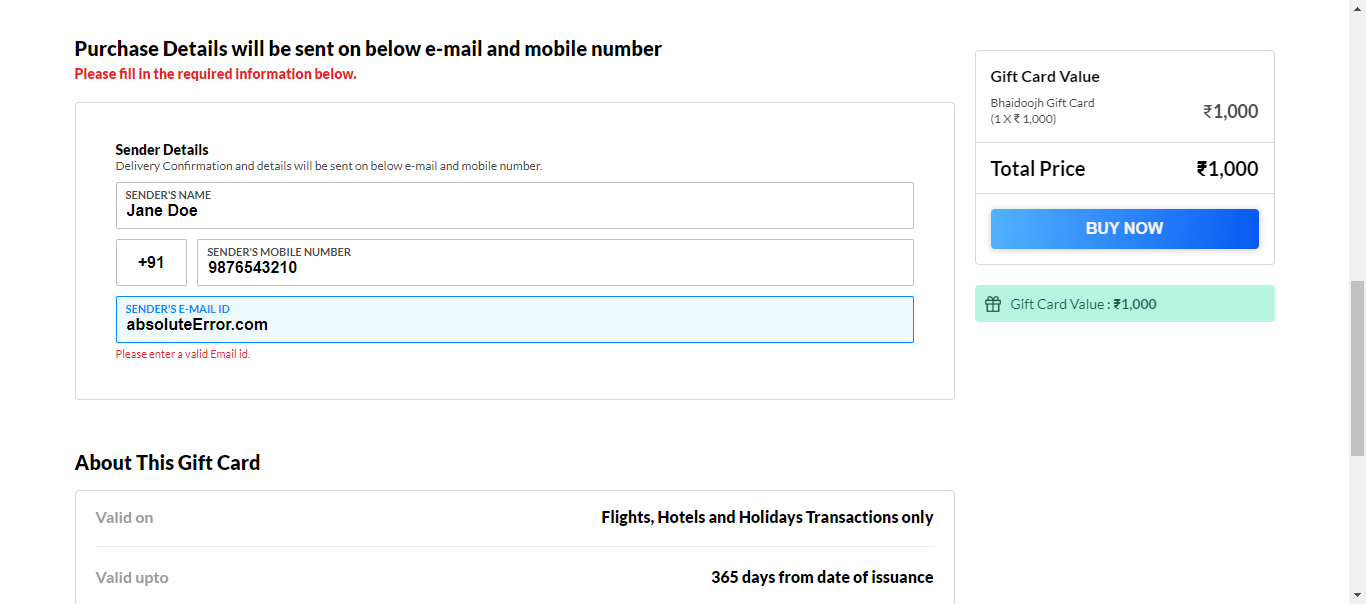 Purchase Details will be sent on below e-mail and mobile number
Please fill in the required information below.
Sender Details
Delivery Confirmation and details will be sent on below e-mail and mobile number.
SENDER'S NAME
Jane Doe
+91
SENDER'S MOBILE NUMBER
9876543210
SENDER'S E-MAIL ID
absoluteError.com
Please enter a valid Email id.
Gift Card Value
Bhaidoojh Gift Card
(1 X ₹ 1,000)
₹1,000
Total Price
₹1,000
BUY NOW
Gift Card Value : ₹1,000
About This Gift Card
Valid on
Flights, Hotels and Holidays Transactions only
Valid upto
365 days from date of issuance